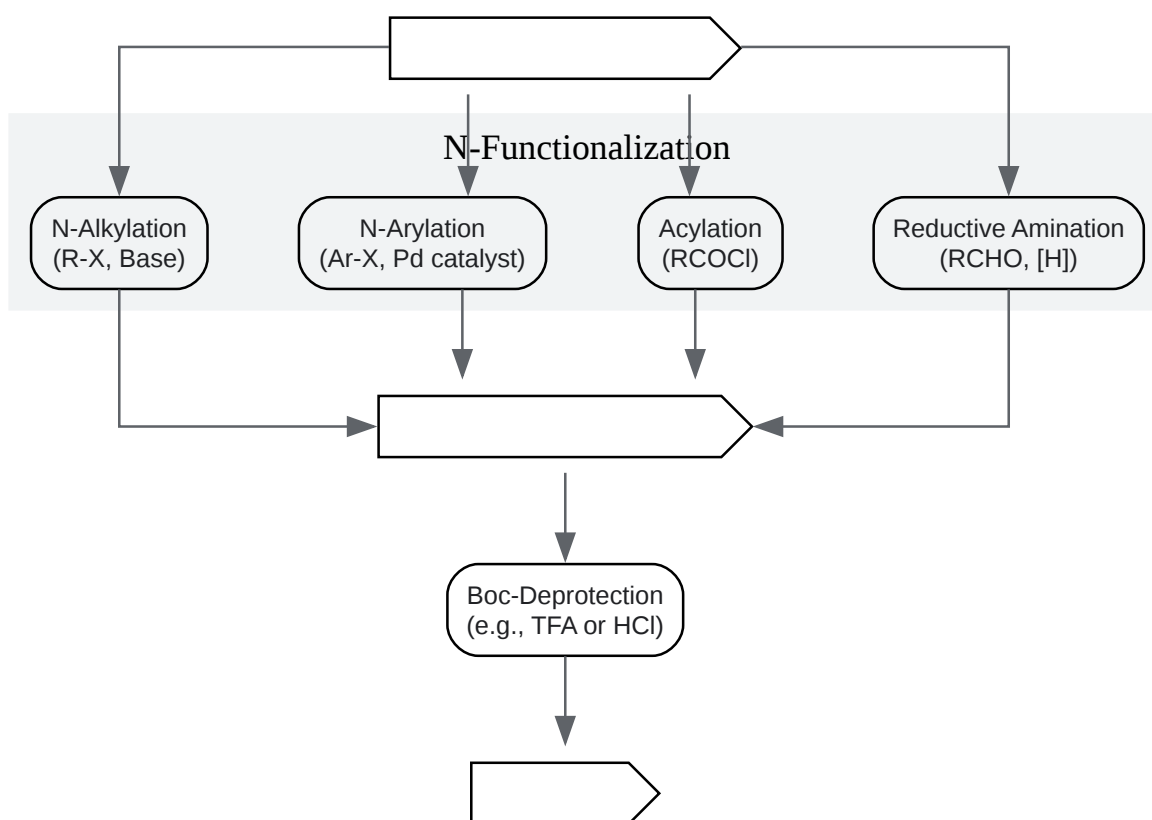 N-Functionalization
N-Alkylation
(R-X, Base)
N-Arylation
(Ar-X, Pd catalyst)
Acylation
(RCOCl)
Reductive Amination
(RCHO, [H])
Boc-Deprotection
(e.g., TFA or HCl)